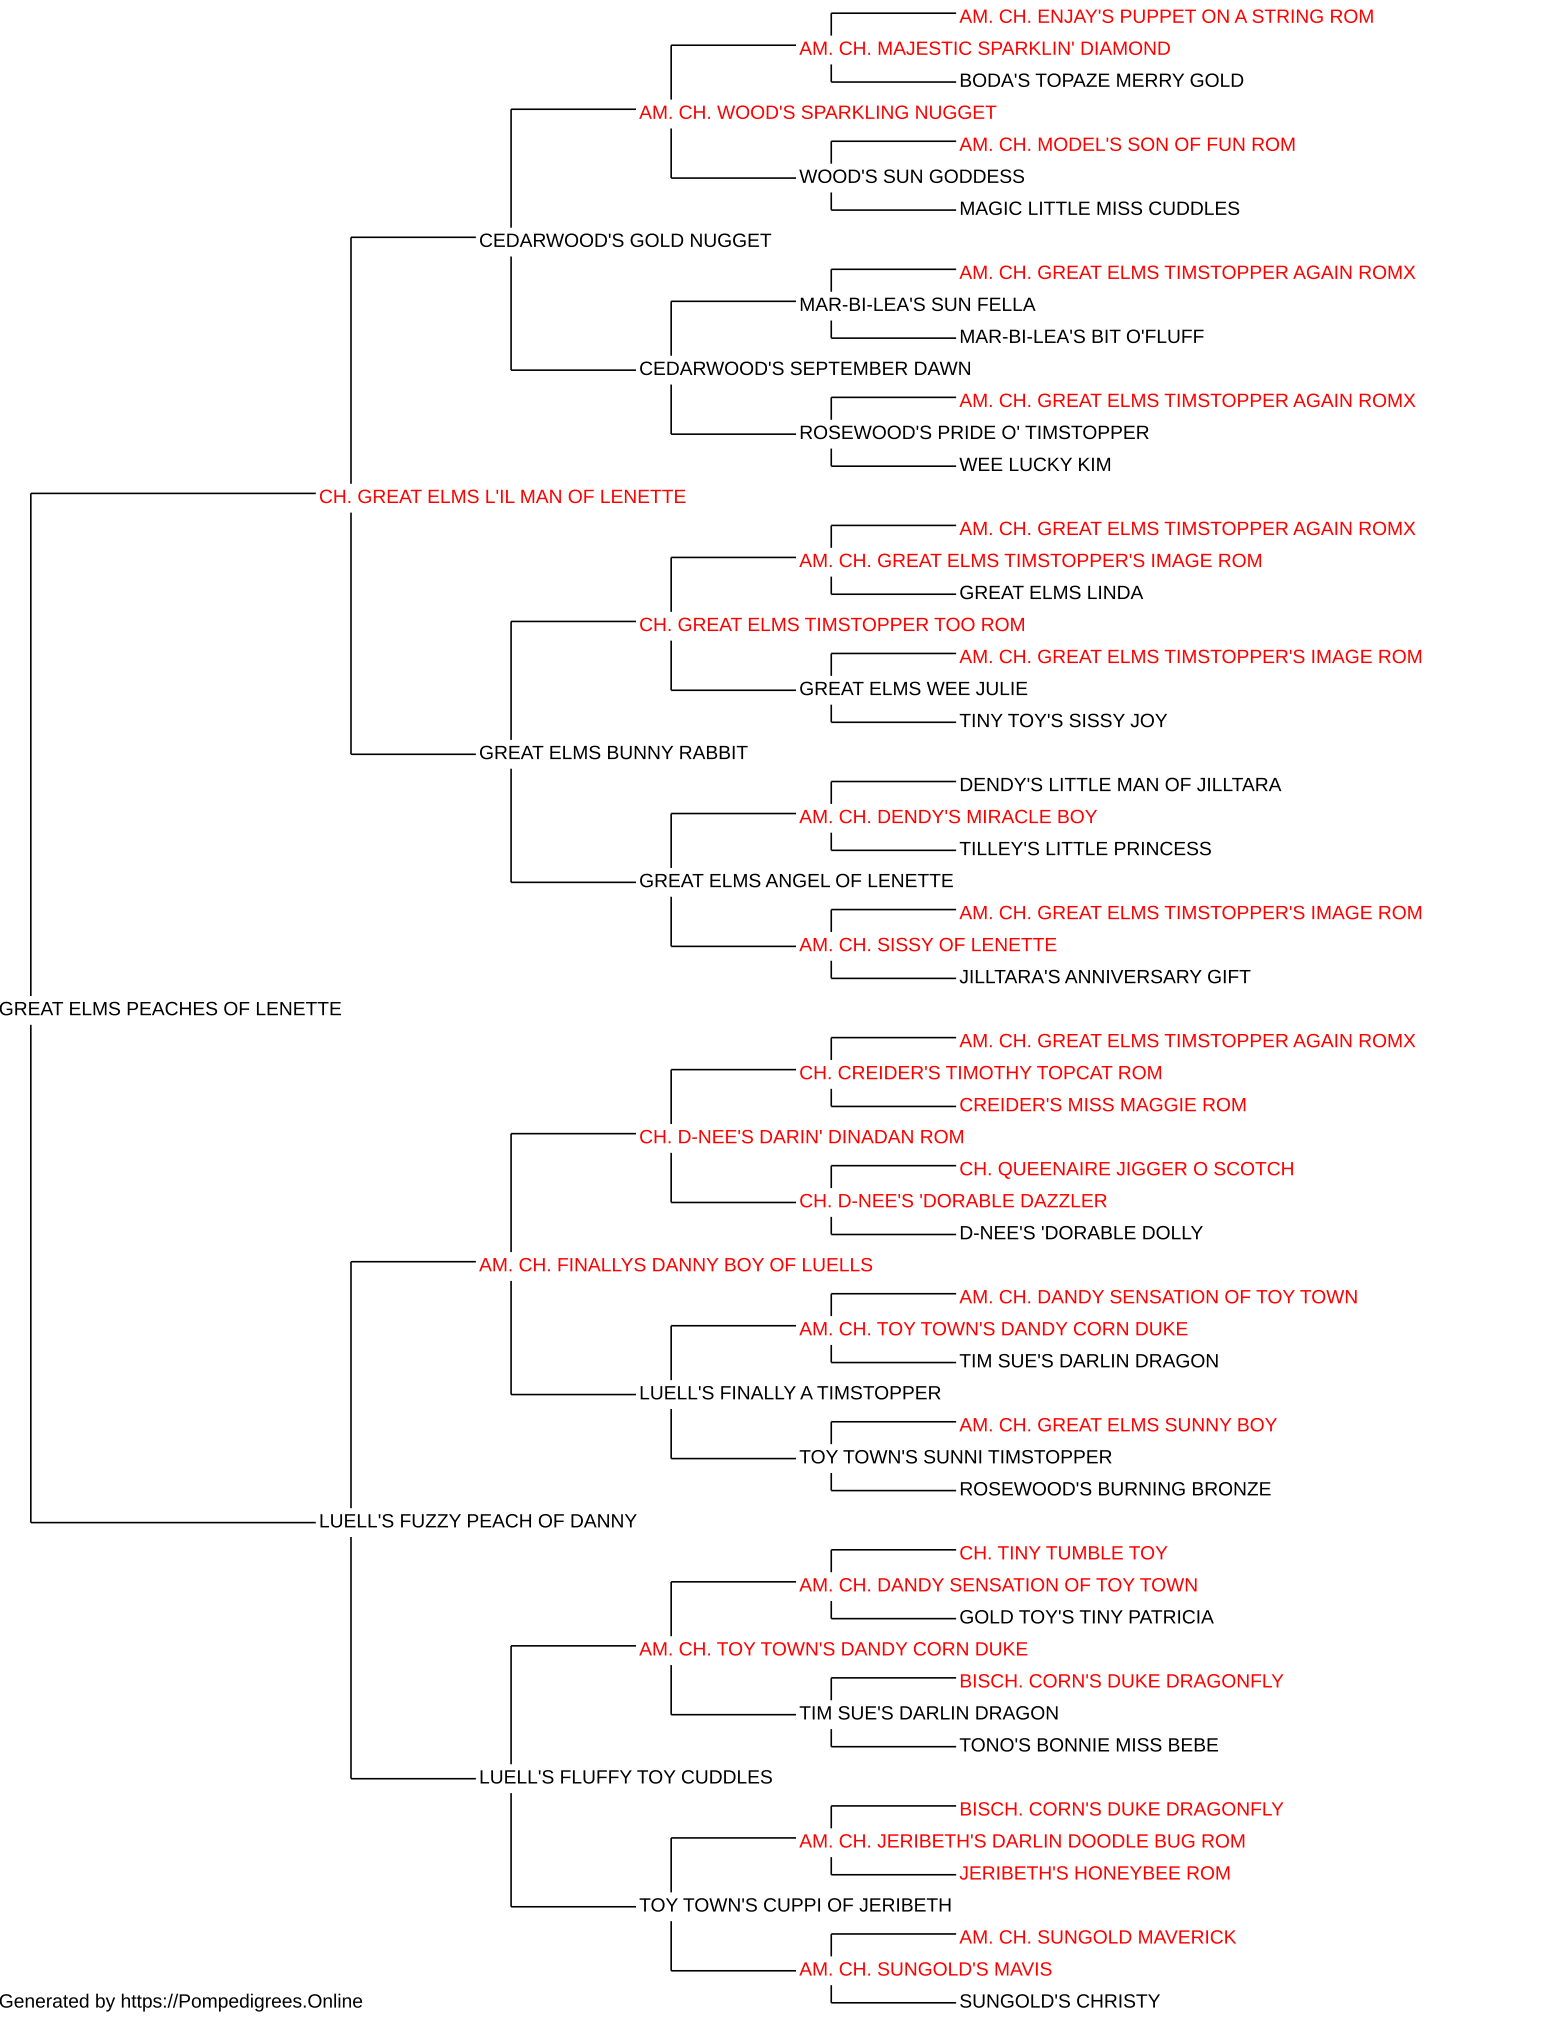 AM. CH. ENJAY'S PUPPET ON A STRING ROM
AM. CH. MAJESTIC SPARKLIN' DIAMOND
BODA'S TOPAZE MERRY GOLD
AM. CH. WOOD'S SPARKLING NUGGET
AM. CH. MODEL'S SON OF FUN ROM
WOOD'S SUN GODDESS
MAGIC LITTLE MISS CUDDLES
CEDARWOOD'S GOLD NUGGET
AM. CH. GREAT ELMS TIMSTOPPER AGAIN ROMX
MAR-BI-LEA'S SUN FELLA
MAR-BI-LEA'S BIT O'FLUFF
CEDARWOOD'S SEPTEMBER DAWN
AM. CH. GREAT ELMS TIMSTOPPER AGAIN ROMX
ROSEWOOD'S PRIDE O' TIMSTOPPER
WEE LUCKY KIM
CH. GREAT ELMS L'IL MAN OF LENETTE
AM. CH. GREAT ELMS TIMSTOPPER AGAIN ROMX
AM. CH. GREAT ELMS TIMSTOPPER'S IMAGE ROM
GREAT ELMS LINDA
CH. GREAT ELMS TIMSTOPPER TOO ROM
AM. CH. GREAT ELMS TIMSTOPPER'S IMAGE ROM
GREAT ELMS WEE JULIE
TINY TOY'S SISSY JOY
GREAT ELMS BUNNY RABBIT
DENDY'S LITTLE MAN OF JILLTARA
AM. CH. DENDY'S MIRACLE BOY
TILLEY'S LITTLE PRINCESS
GREAT ELMS ANGEL OF LENETTE
AM. CH. GREAT ELMS TIMSTOPPER'S IMAGE ROM
AM. CH. SISSY OF LENETTE
JILLTARA'S ANNIVERSARY GIFT
GREAT ELMS PEACHES OF LENETTE
AM. CH. GREAT ELMS TIMSTOPPER AGAIN ROMX
CH. CREIDER'S TIMOTHY TOPCAT ROM
CREIDER'S MISS MAGGIE ROM
CH. D-NEE'S DARIN' DINADAN ROM
CH. QUEENAIRE JIGGER O SCOTCH
CH. D-NEE'S 'DORABLE DAZZLER
D-NEE'S 'DORABLE DOLLY
AM. CH. FINALLYS DANNY BOY OF LUELLS
AM. CH. DANDY SENSATION OF TOY TOWN
AM. CH. TOY TOWN'S DANDY CORN DUKE
TIM SUE'S DARLIN DRAGON
LUELL'S FINALLY A TIMSTOPPER
AM. CH. GREAT ELMS SUNNY BOY
TOY TOWN'S SUNNI TIMSTOPPER
ROSEWOOD'S BURNING BRONZE
LUELL'S FUZZY PEACH OF DANNY
CH. TINY TUMBLE TOY
AM. CH. DANDY SENSATION OF TOY TOWN
GOLD TOY'S TINY PATRICIA
AM. CH. TOY TOWN'S DANDY CORN DUKE
BISCH. CORN'S DUKE DRAGONFLY
TIM SUE'S DARLIN DRAGON
TONO'S BONNIE MISS BEBE
LUELL'S FLUFFY TOY CUDDLES
BISCH. CORN'S DUKE DRAGONFLY
AM. CH. JERIBETH'S DARLIN DOODLE BUG ROM
JERIBETH'S HONEYBEE ROM
TOY TOWN'S CUPPI OF JERIBETH
AM. CH. SUNGOLD MAVERICK
AM. CH. SUNGOLD'S MAVIS
SUNGOLD'S CHRISTY
Generated by https://Pompedigrees.Online